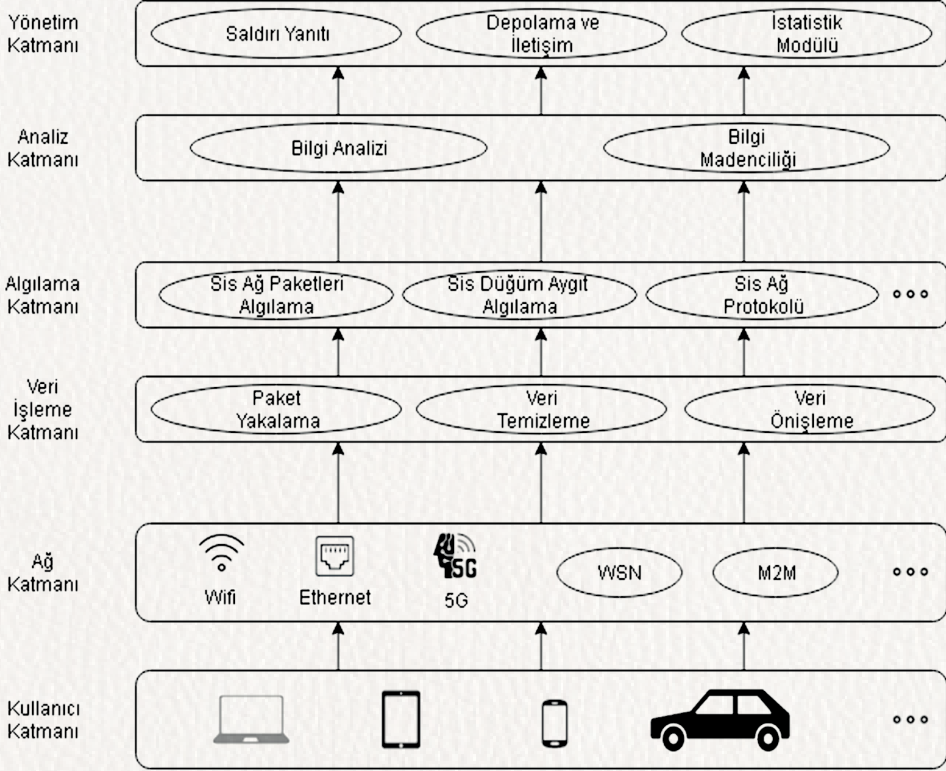 Yönetim
Katmanı
Saldırı Yanıtı
Depolama ve
İletişim
İstatistik
Modülü
Analiz
Katmanı
Bilgi Analizi
Bilgi
Madenciliği
Algılama
Katmanı
Sis Ağ Paketleri
Algılama
Sis Düğüm Aygıt
Algılama
Sis Ağ
Protokolü
Veri
İşleme
Katmanı
Paket
Yakalama
Veri
Temizleme
Veri
Önişleme
Ağ
Katmanı
Wifi
Ethernet
5G
5G
WSN
M2M
Kullanıcı
Katmanı